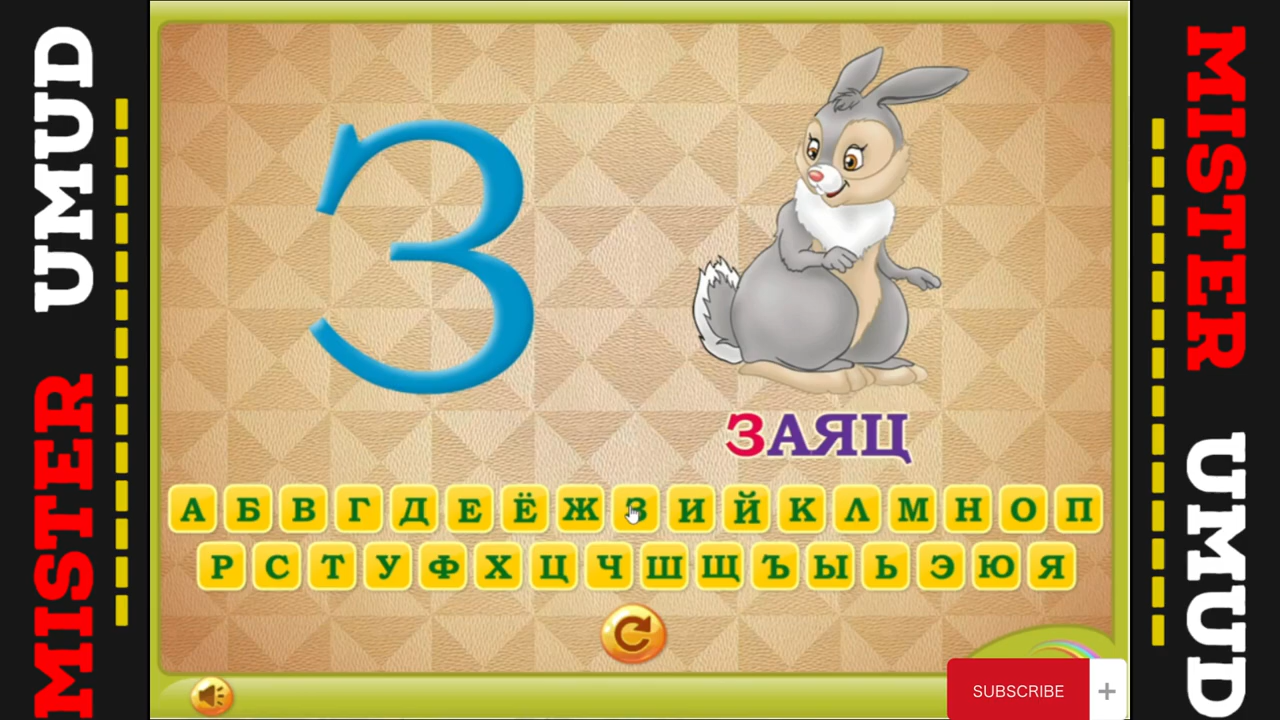 MISTER UMUD
З
ЗАЯЦ
А Б В Г Д Е Ё Ж З И Й К Л М Н О П
Р С Т У Ф Х Ц Ч Ш Щ Ъ Ы Ь Э Ю Я
SUBSCRIBE +
MISTER UMUD